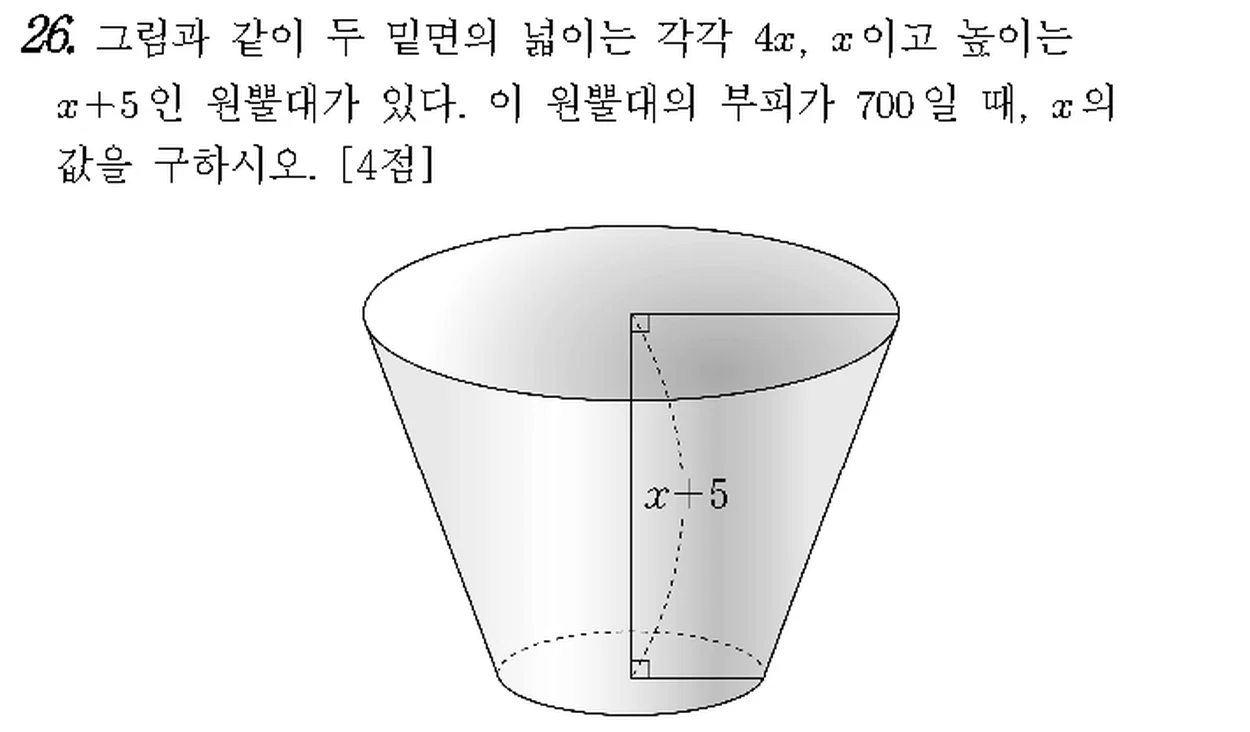 26. 그림과 같이 두 밑면의 넓이는 각각 4x, x이고 높이는
x+5인 원뿔대가 있다. 이 원뿔대의 부피가 700일 때, x의
값을 구하시오. [4점]
x+5